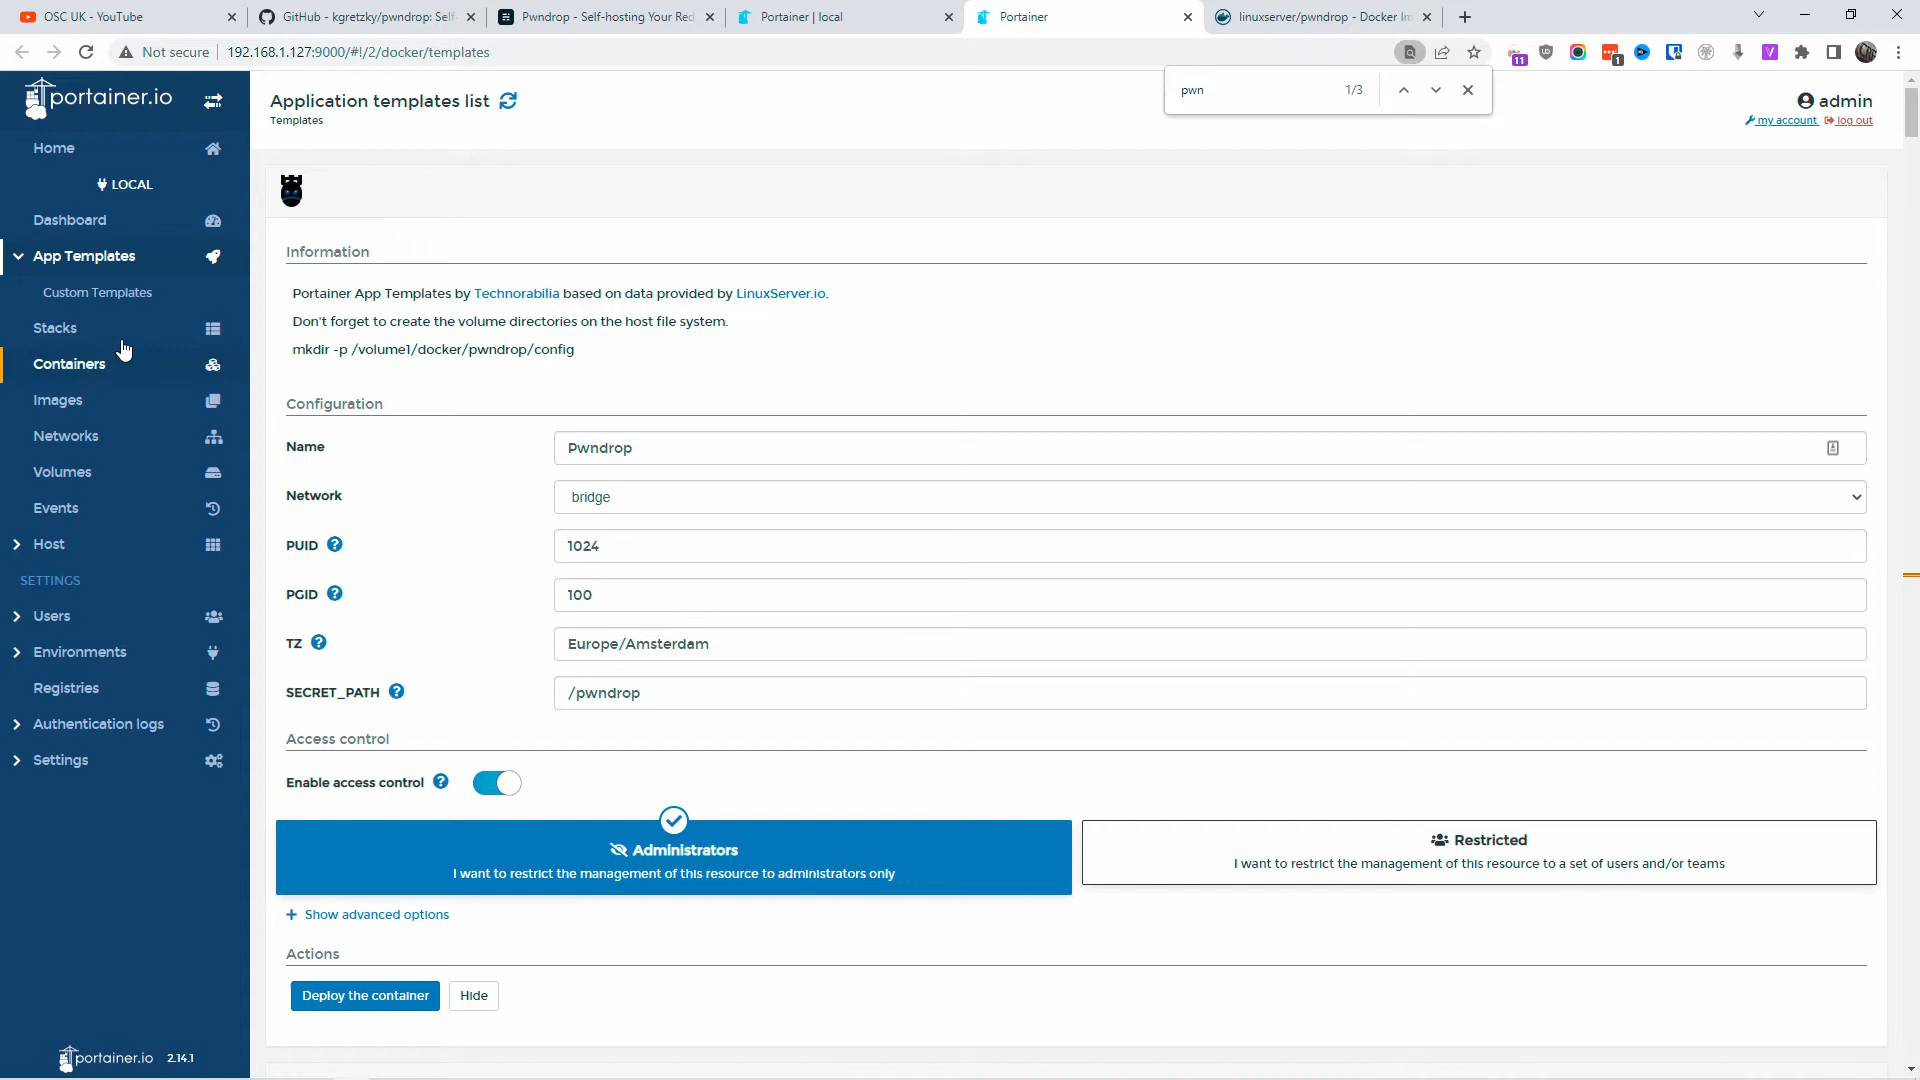 OSC UK - YouTube
GitHub - kgretzky/pwndrop: Self-
Pwndrop - Self-hosting Your Red
Portainer | local
Portainer
linuxserver/pwndrop - Docker Im
Not secure
192.168.1.127:9000/#!/2/docker/templates
11
1
pwn
1/3
portainer.io
Home
LOCAL
Dashboard
App Templates
Custom Templates
Stacks
Containers
Images
Networks
Volumes
Events
Host
SETTINGS
Users
Environments
Registries
Authentication logs
Settings
portainer.io 2.14.1
Application templates list
Templates
admin
my account log out
Information
Portainer App Templates by Technorabilia based on data provided by LinuxServer.io.
Don't forget to create the volume directories on the host file system.
mkdir -p /volume1/docker/pwndrop/config
Configuration
Name Pwndrop
Network bridge
PUID 1024
PGID 100
TZ Europe/Amsterdam
SECRET_PATH /pwndrop
Access control
Enable access control
Administrators
I want to restrict the management of this resource to administrators only
Restricted
I want to restrict the management of this resource to a set of users and/or teams
Show advanced options
Actions
Deploy the container Hide